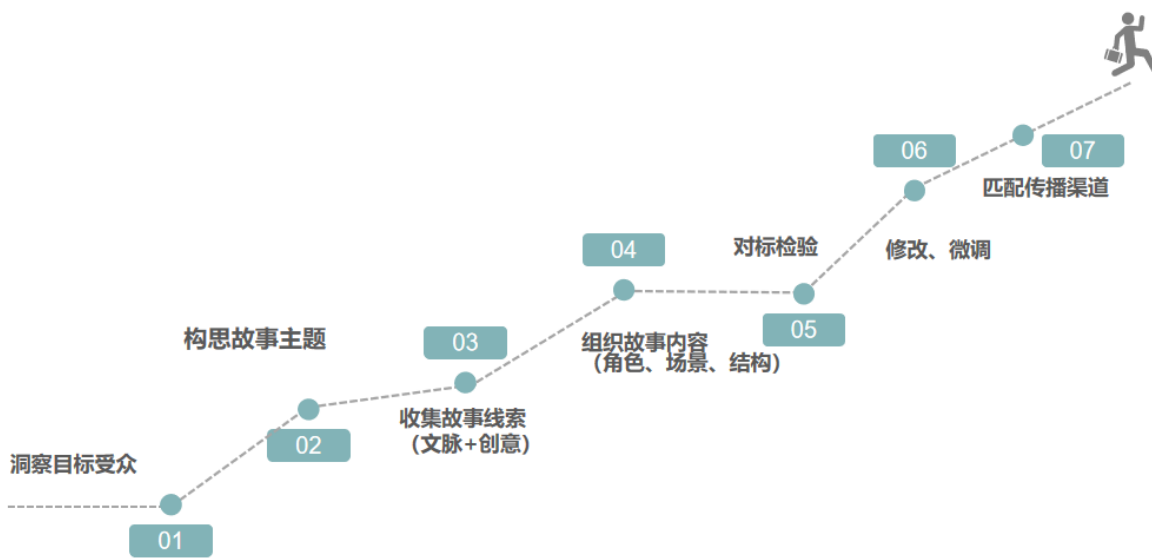 洞察目标受众
01
构思故事主题
02
03
收集故事线索
（文脉+创意）
04
组织故事内容
（角色、场景、结构）
对标检验
05
06
修改、微调
07
匹配传播渠道